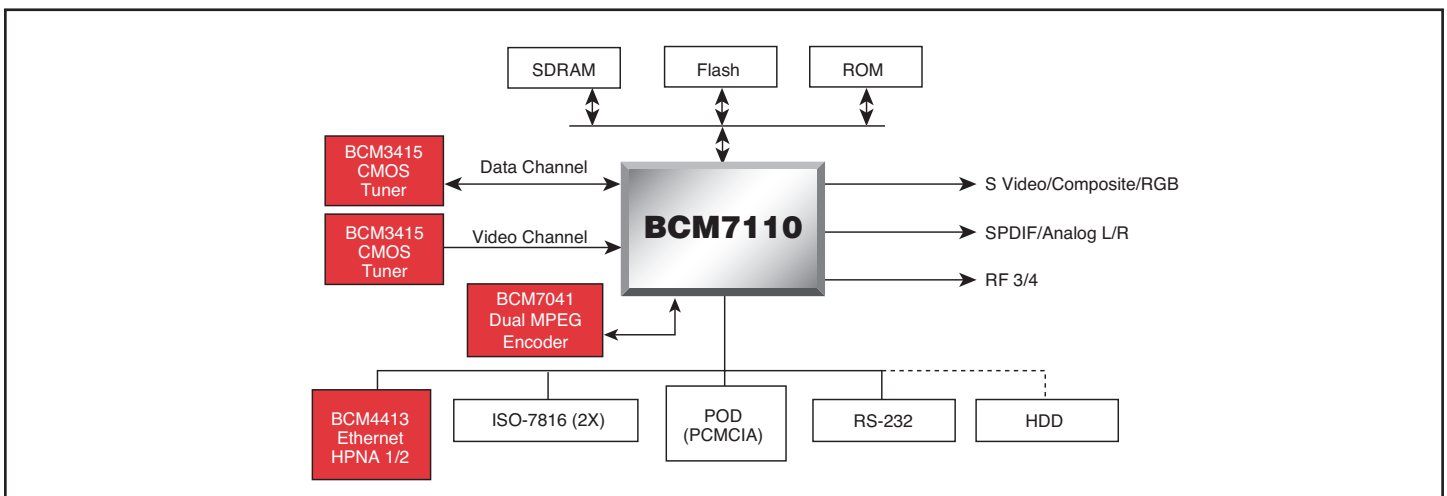 SDRAM
Flash
ROM
BCM3415
CMOS
Tuner
Data Channel
S Video/Composite/RGB
BCM7110
BCM3415
CMOS
Tuner
Video Channel
SPDIF/Analog L/R
RF 3/4
BCM7041
Dual MPEG
Encoder
BCM4413
Ethernet
HPNA 1/2
ISO-7816 (2X)
POD
(PCMCIA)
RS-232
HDD